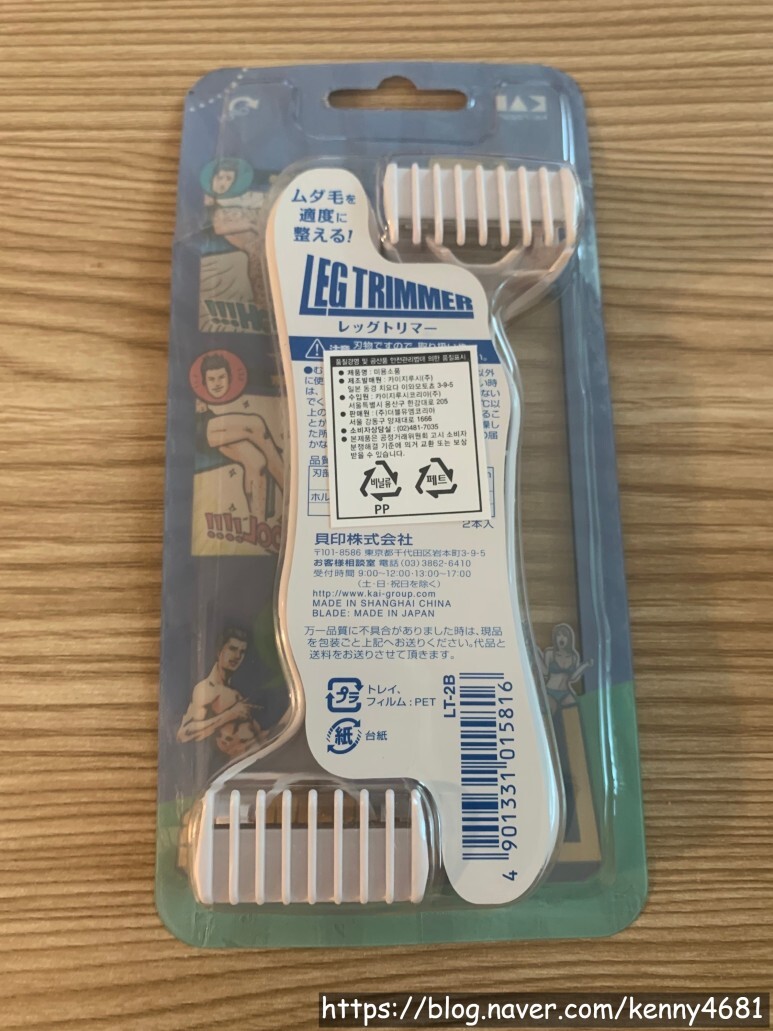 KAI
ムダ毛を
適度に
整える!
LEG TRIMMER
レッグトリマー
注意 刃物ですので、
품질경영 및 공산품 안전관리법에 의한 품질표시
● 제품명 : 미용소품
● 제조발매원 : 카이지루시(주)
일본 동경 치요다 이와모토쵸 3-9-5
● 수입원 : 카이지루시코리아(주)
서울특별시 용산구 한강대로 205
● 판매원 : (주)더블유엠코리아
서울 강동구 양재대로 1666
● 소비자상담실 : (02)481-7035
● 본제품은 공정거래위원회 고시 소비자
분쟁해결 기준에 의거 교환 또는 보상
받을 수 있습니다.
비닐류
PP
페트
2本入
貝印株式会社
〒101-8586 東京都千代田区岩本町3-9-5
お客様相談室 電話(03)3862-6410
受付時間 9:00~12:00・13:00~17:00
(土・日・祝日を除く)
http://www.kai-group.com
MADE IN SHANGHAI CHINA
BLADE: MADE IN JAPAN
万一品質に不具合がありました時は、現品
を包装ごと上記へお送りください。代品と
送料をお送りさせて頂きます。
プラ
トレイ、
フィルム:PET
紙
台紙
LT-2B
4 901331 015816
https://blog.naver.com/kenny4681